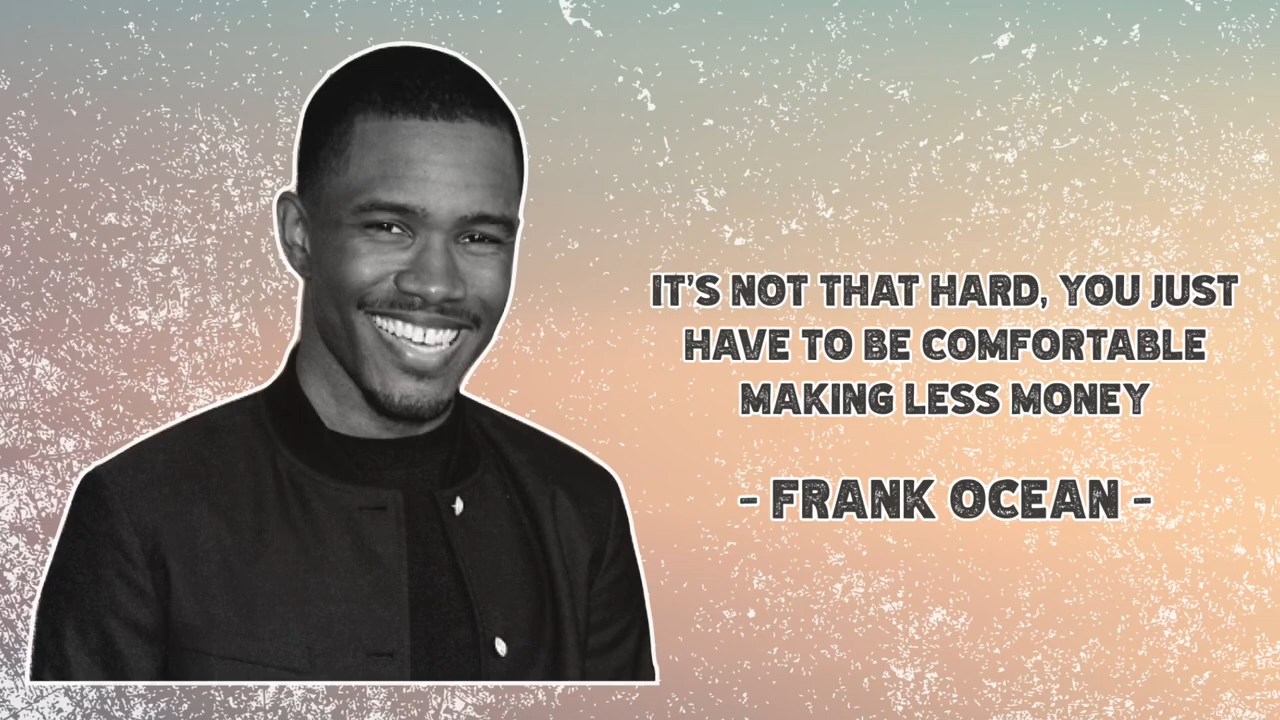 IT'S NOT THAT HARD, YOU JUST
HAVE TO BE COMFORTABLE
MAKING LESS MONEY
- FRANK OCEAN -